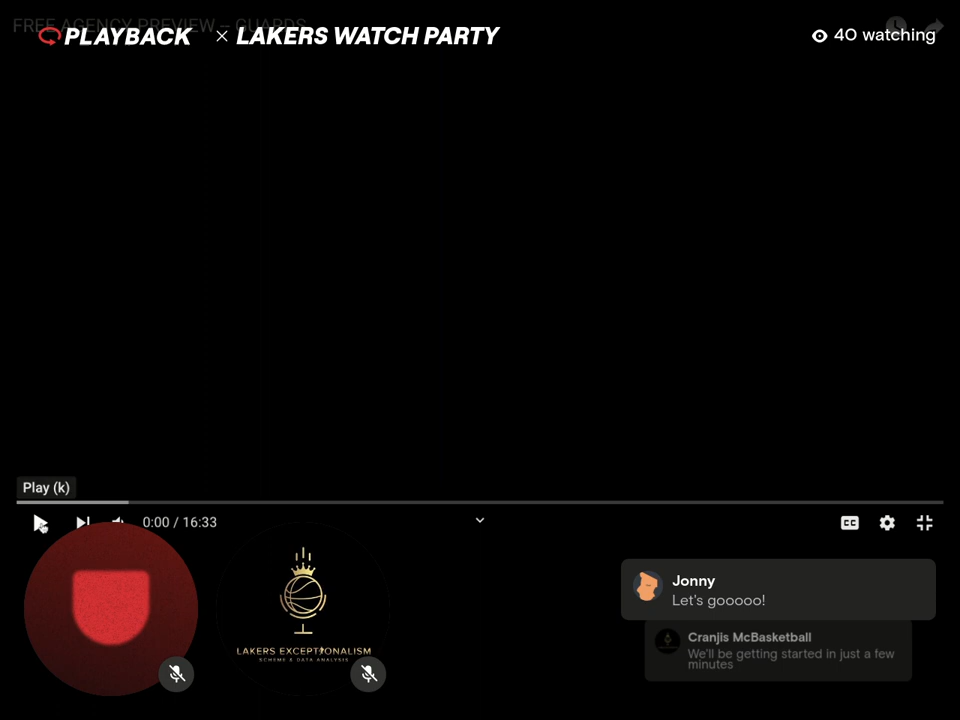 FREE AGENCY PREVIEW -- GUARDS
PLAYBACK × LAKERS WATCH PARTY
40 watching
Play (k)
0:00 / 16:33
CC
Jonny
Let's gooooo!
LAKERS EXCEPTIONALISM
SCHEME & DATA ANALYSIS
Cranjis McBasketball
We'll be getting started in just a few
minutes